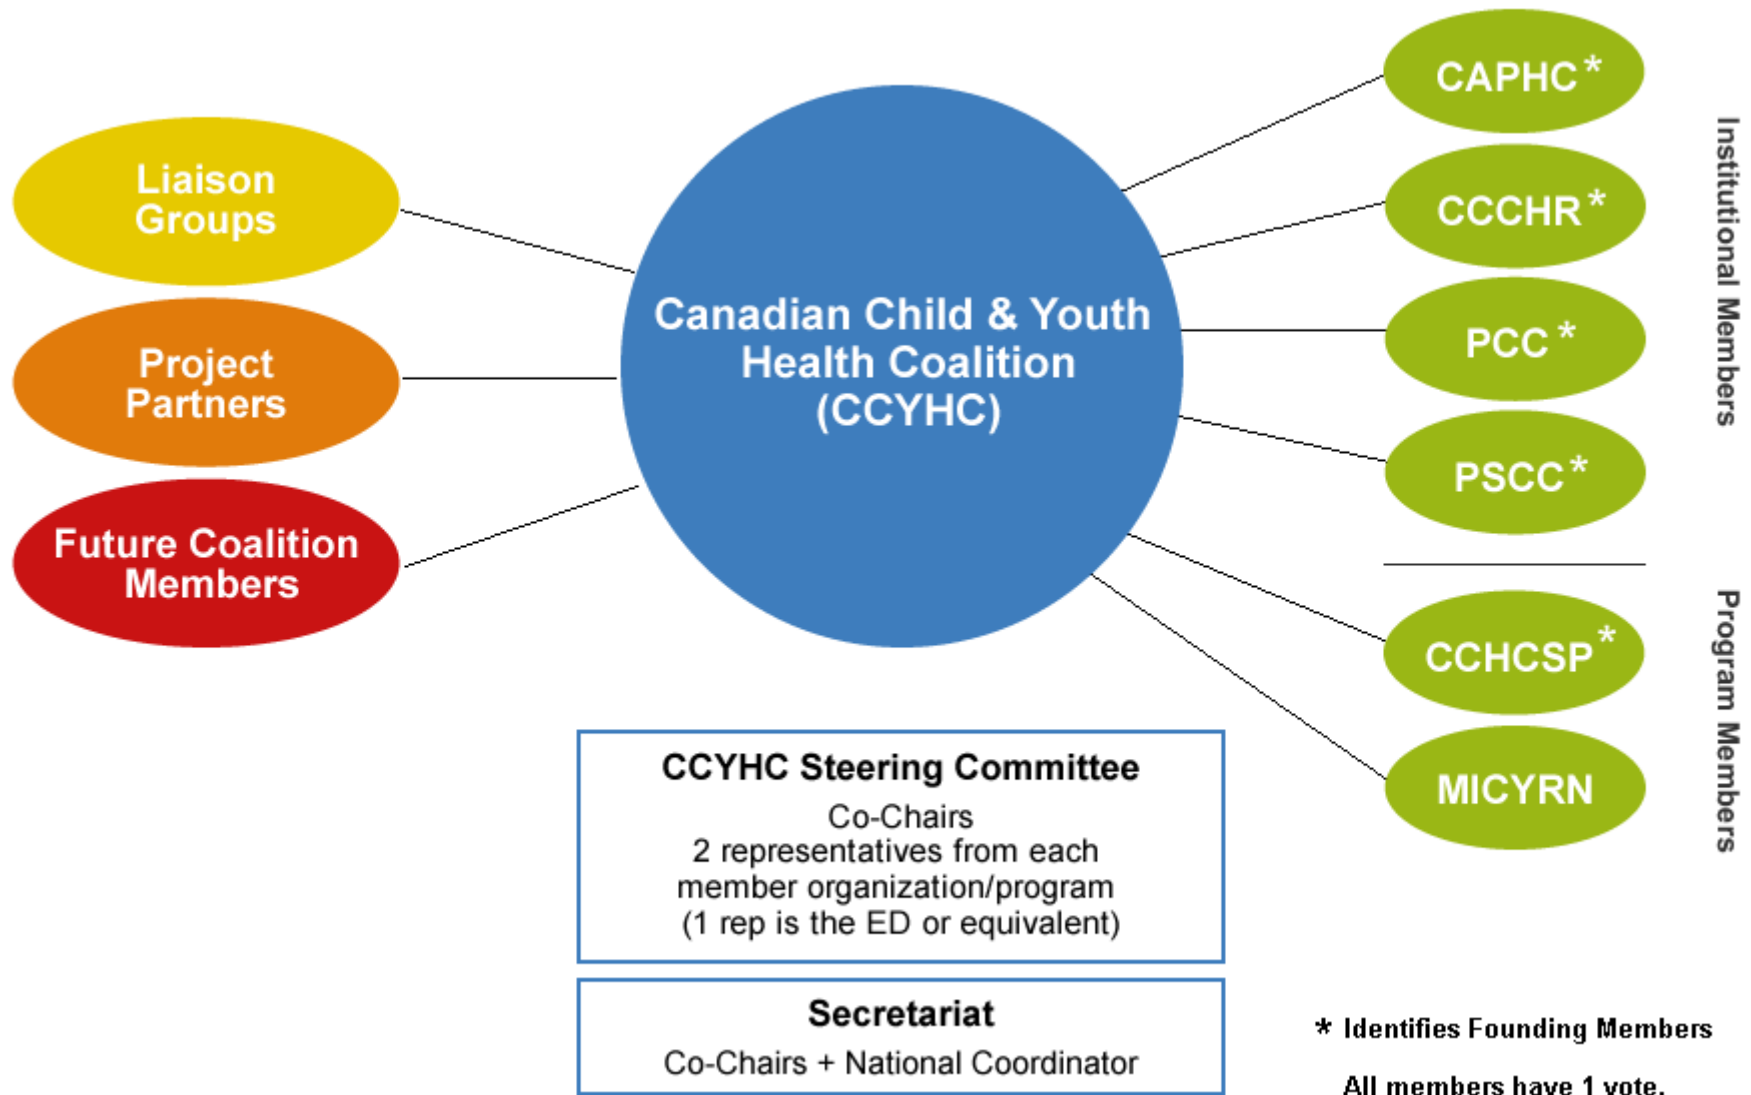 Liaison
Groups
Project
Partners
Future Coalition
Members
Canadian Child & Youth
Health Coalition
(CCYHC)
CAPHC*
CCCHR*
PCC*
PSCC*
Institutional Members
CCHCSP*
MICYRN
Program Members
CCYHC Steering Committee
Co-Chairs
2 representatives from each
member organization/program
(1 rep is the ED or equivalent)
Secretariat
Co-Chairs + National Coordinator
* Identifies Founding Members
All members have 1 vote.